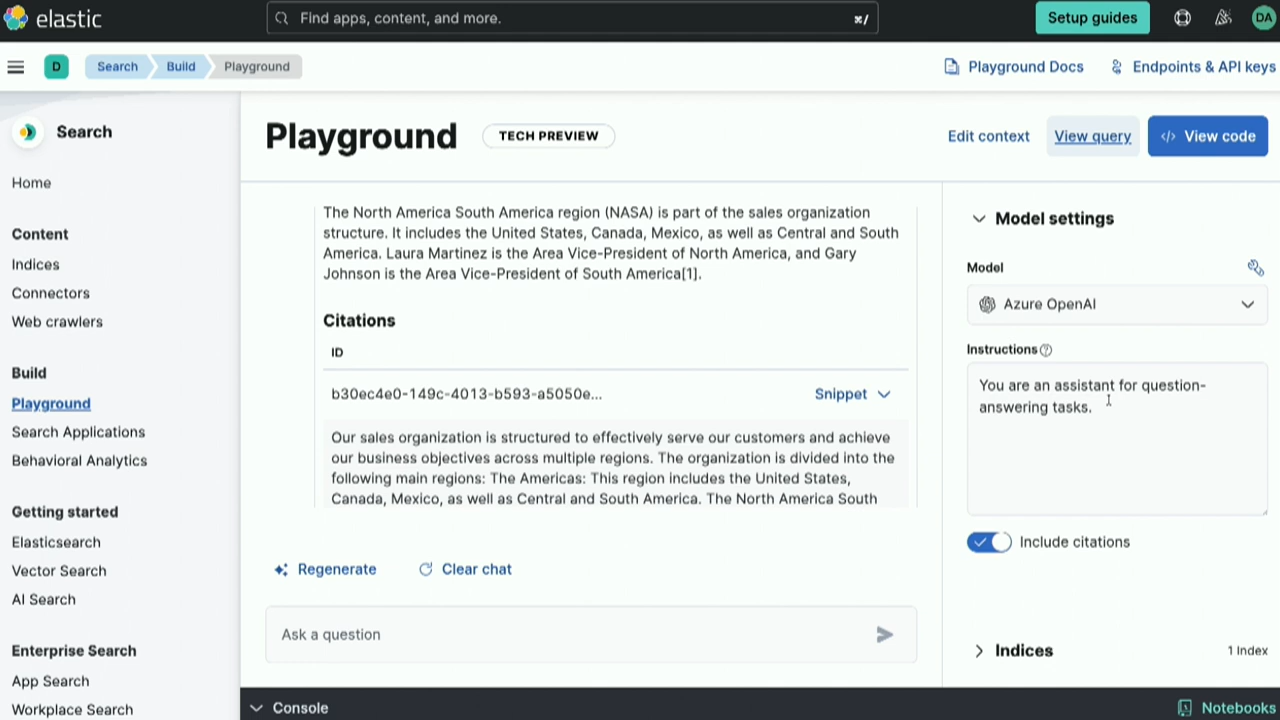 elastic
Find apps, content, and more.
⌘/
Setup guides
DA
D
Search
Build
Playground
Playground Docs
Endpoints & API keys
Search
Home
Content
Indices
Connectors
Web crawlers
Build
Playground
Search Applications
Behavioral Analytics
Getting started
Elasticsearch
Vector Search
AI Search
Enterprise Search
App Search
Workplace Search
Playground
TECH PREVIEW
Edit context
View query
</> View code
The North America South America region (NASA) is part of the sales organization
structure. It includes the United States, Canada, Mexico, as well as Central and South
America. Laura Martinez is the Area Vice-President of North America, and Gary
Johnson is the Area Vice-President of South America[1].
Citations
ID
b30ec4e0-149c-4013-b593-a5050e...
Snippet
Our sales organization is structured to effectively serve our customers and achieve
our business objectives across multiple regions. The organization is divided into the
following main regions: The Americas: This region includes the United States,
Canada, Mexico, as well as Central and South America. The North America South
Regenerate
Clear chat
Ask a question
Model settings
Model
Azure OpenAI
Instructions
You are an assistant for question-
answering tasks.
Include citations
Indices
1 Index
Console
Notebooks